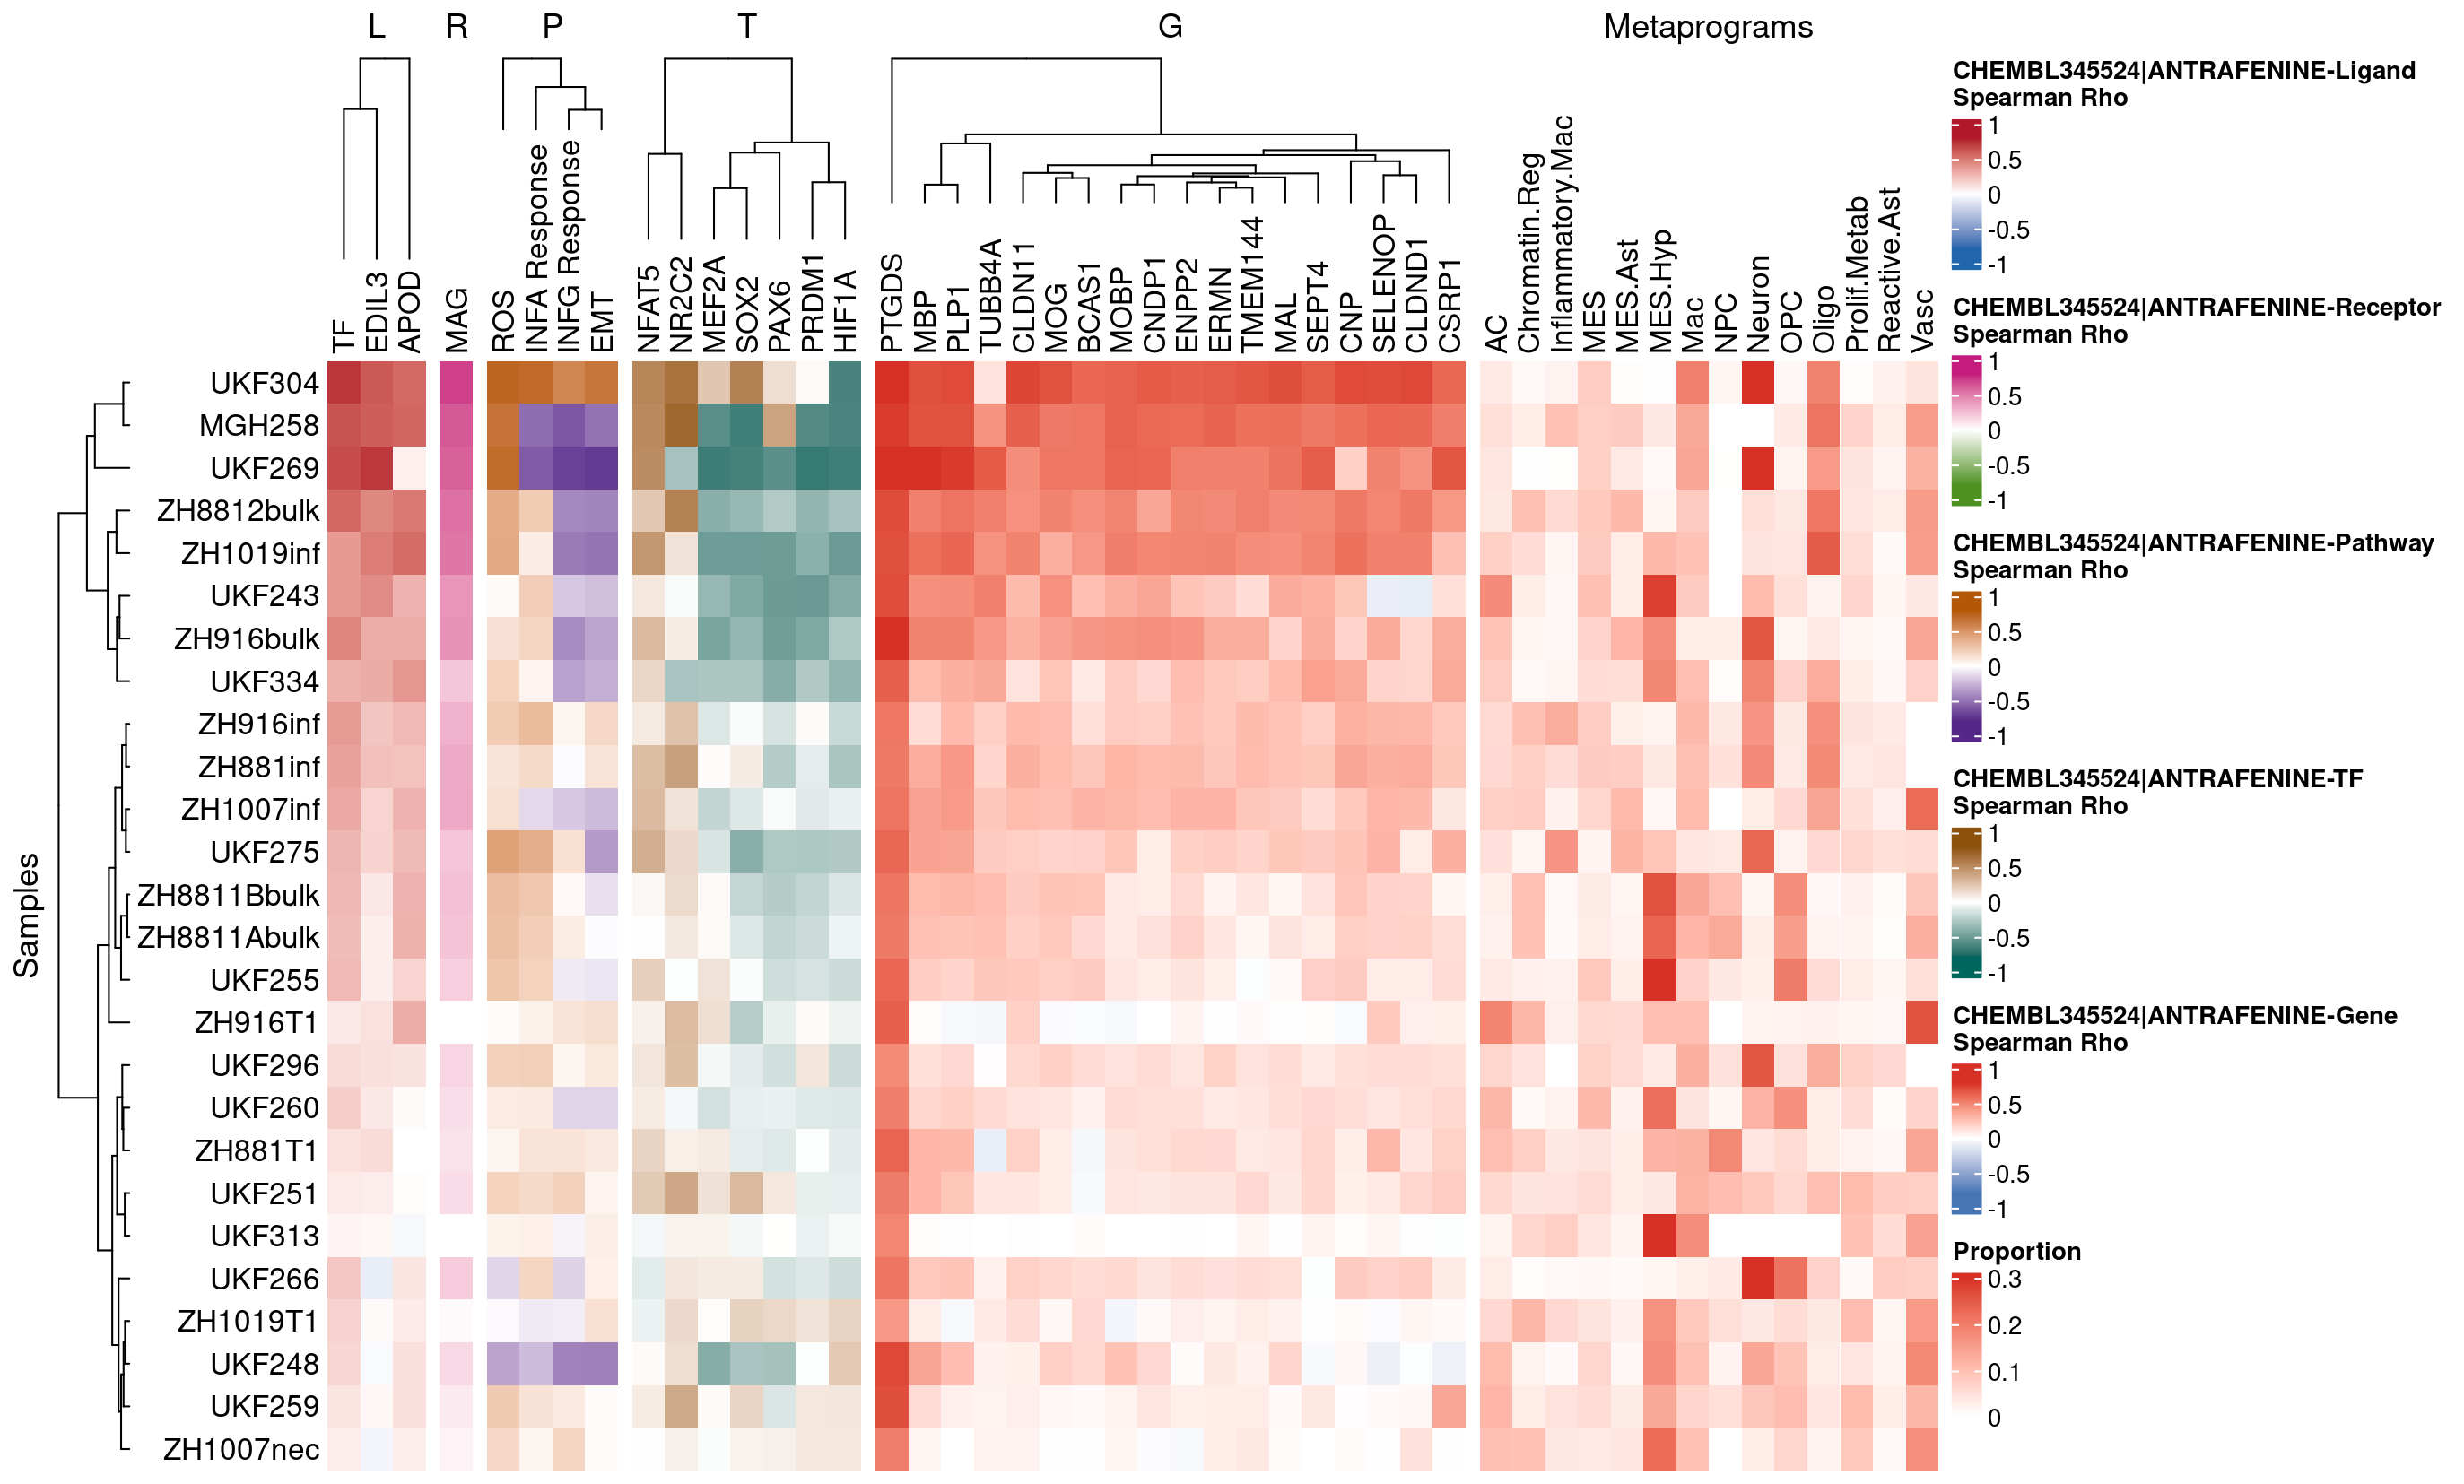 L R P T G Metaprograms
TF
EDIL3
APOD
MAG
ROS
INFA Response
INFG Response
EMT
NFAT5
NR2C2
MEF2A
SOX2
PAX6
PRDM1
HIF1A
PTGDS
MBP
PLP1
TUBB4A
CLDN11
MOG
BCAS1
MOBP
CNDP1
ENPP2
ERMN
TMEM144
MAL
SEPT4
CNP
SELENOP
CLDND1
CSRP1
AC
Chromatin.Reg
Inflammatory.Mac
MES
MES.Ast
MES.Hyp
Mac
NPC
Neuron
OPC
Oligo
Prolif.Metab
Reactive.Ast
Vasc
Samples
UKF304
MGH258
UKF269
ZH8812bulk
ZH1019inf
UKF243
ZH916bulk
UKF334
ZH916inf
ZH881inf
ZH1007inf
UKF275
ZH8811Bbulk
ZH8811Abulk
UKF255
ZH916T1
UKF296
UKF260
ZH881T1
UKF251
UKF313
UKF266
ZH1019T1
UKF248
UKF259
ZH1007nec
CHEMBL345524|ANTRAFENINE-Ligand
Spearman Rho
1
0.5
0
-0.5
-1
CHEMBL345524|ANTRAFENINE-Receptor
Spearman Rho
1
0.5
0
-0.5
-1
CHEMBL345524|ANTRAFENINE-Pathway
Spearman Rho
1
0.5
0
-0.5
-1
CHEMBL345524|ANTRAFENINE-TF
Spearman Rho
1
0.5
0
-0.5
-1
CHEMBL345524|ANTRAFENINE-Gene
Spearman Rho
1
0.5
0
-0.5
-1
Proportion
0.3
0.2
0.1
0